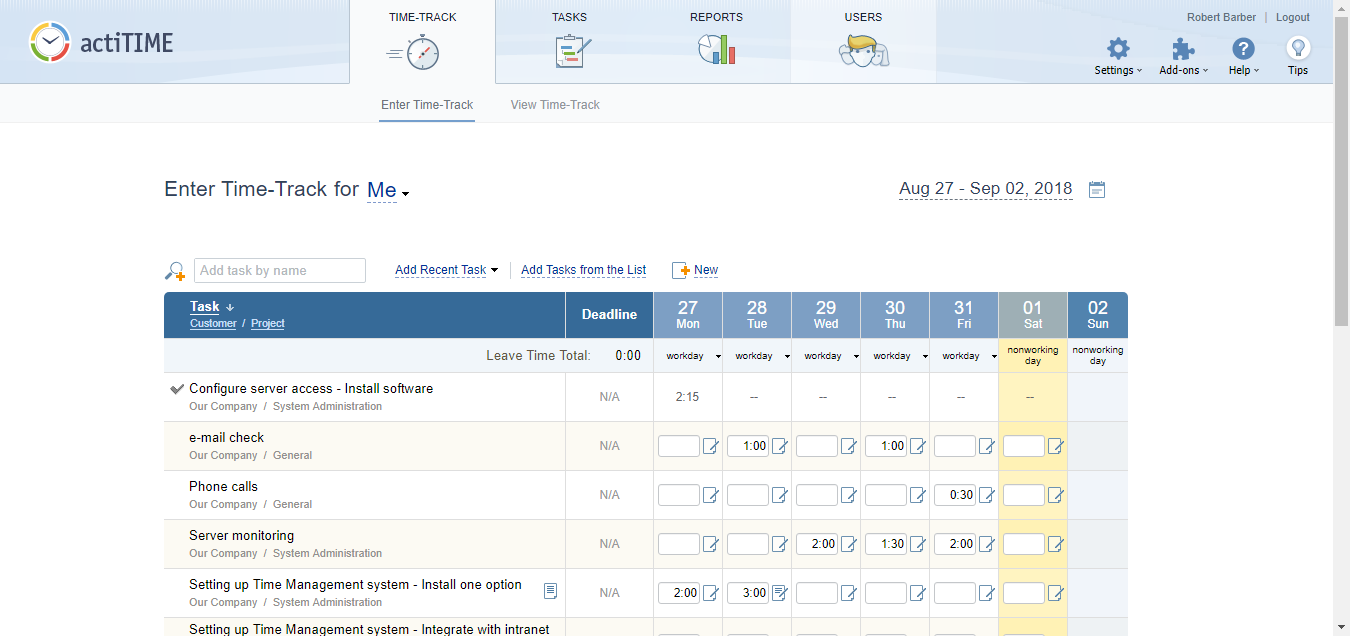 TIME-TRACK TASKS REPORTS USERS Robert Barber | Logout
actiTIME
Settings Add-ons Help Tips
Enter Time-Track View Time-Track
Enter Time-Track for Me Aug 27 - Sep 02, 2018
Add task by name Add Recent Task Add Tasks from the List New
Task Deadline 27 28 29 30 31 01 02
Customer / Project Mon Tue Wed Thu Fri Sat Sun
Leave Time Total: 0:00 workday workday workday workday workday nonworking nonworking
day day
Configure server access - Install software
Our Company / System Administration
N/A 2:15 -- -- -- -- --
e-mail check
Our Company / General
N/A 1:00 1:00
Phone calls
Our Company / General
N/A 0:30
Server monitoring
Our Company / System Administration
N/A 2:00 1:30 2:00
Setting up Time Management system - Install one option
Our Company / System Administration
N/A 2:00 3:00
Setting up Time Management system - Integrate with intranet